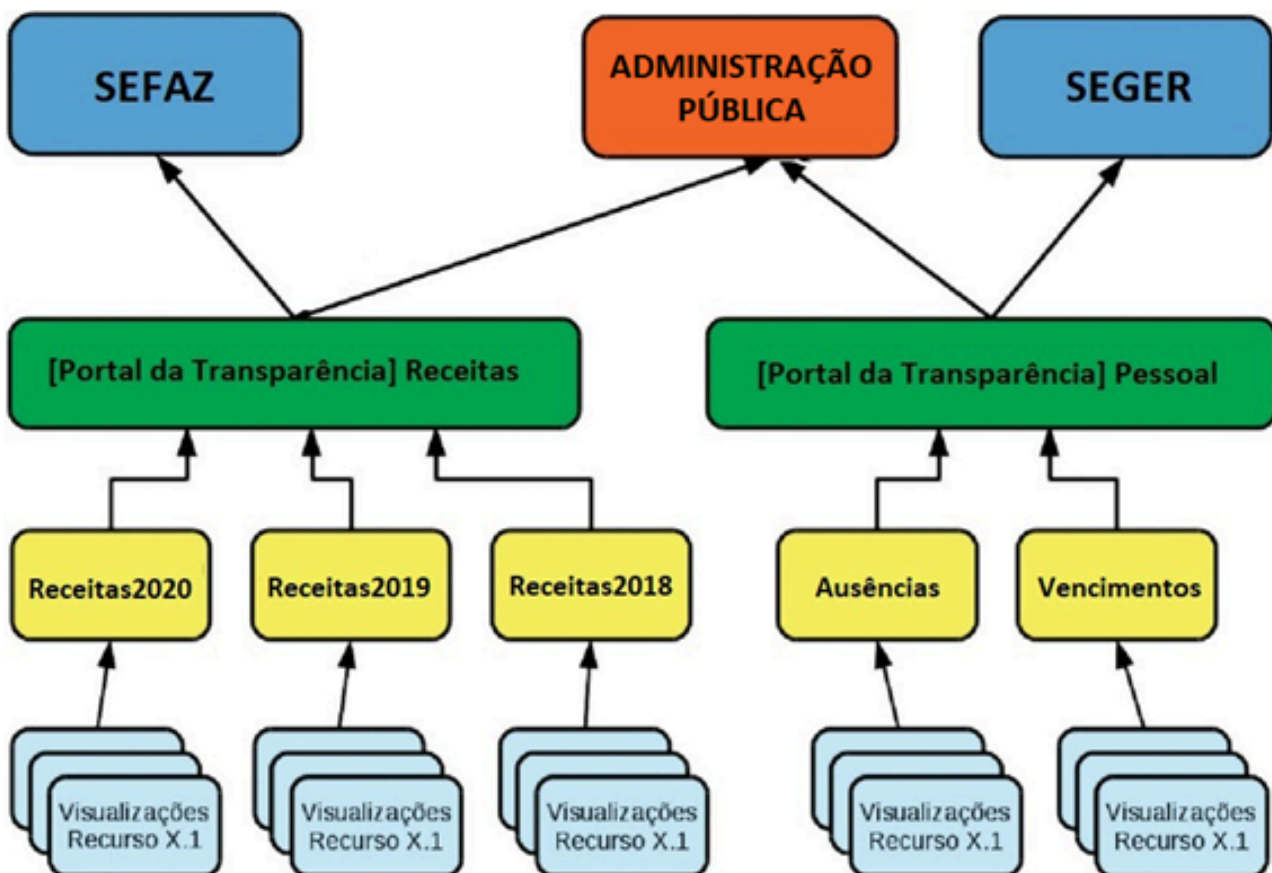 SEFAZ
ADMINISTRAÇÃO
PÚBLICA
SEGER
[Portal da Transparência] Receitas
[Portal da Transparência] Pessoal
Receitas2020
Receitas2019
Receitas2018
Ausências
Vencimentos
Visualizações
Recurso X.1
Visualizações
Recurso X.1
Visualizações
Recurso X.1
Visualizações
Recurso X.1
Visualizações
Recurso X.1